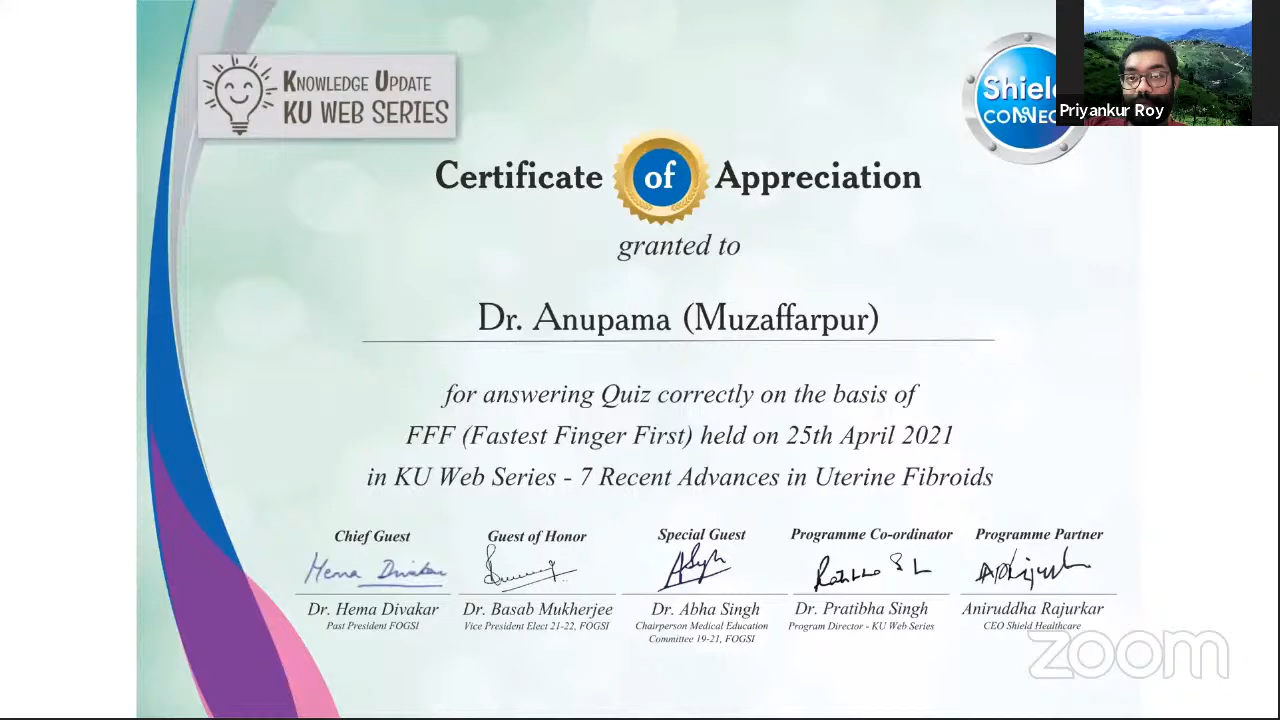 KNOWLEDGE UPDATE
KU WEB SERIES
Shiel
CONNEC
Priyankur Roy
Certificate of Appreciation
granted to
Dr. Anupama (Muzaffarpur)
for answering Quiz correctly on the basis of
FFF (Fastest Finger First) held on 25th April 2021
in KU Web Series - 7 Recent Advances in Uterine Fibroids
Chief Guest Guest of Honor Special Guest Programme Co-ordinator Programme Partner
Hema Divakar
Dr. Hema Divakar Dr. Basab Mukherjee Dr. Abha Singh Dr. Pratibha Singh Aniruddha Rajurkar
Past President FOGSI Vice President Elect 21-22, FOGSI Chairperson Medical Education Program Director - KU Web Series CEO Shield Healthcare
Committee 19-21, FOGSI
zoom